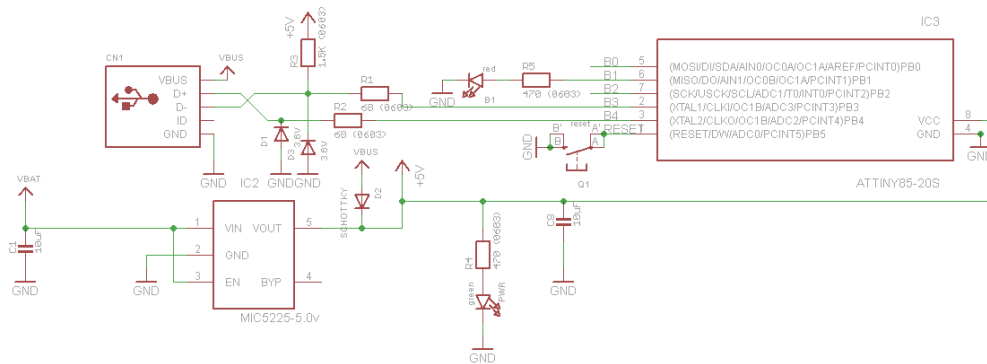 IC3
+5V
R3
1.5K (0603)
CN1
VBUS
VBUS
D+
D-
ID
GND
GND
R1
68 (0603)
R2
68 (0603)
D1
D3
3.6V
3.6V
GND
GND
red
B1
GND
R5
470 (0603)
B0
B1
B2
B3
B4
RESET
5
6
7
2
3
1
(MOSI/DI/SDA/AIN0/OC0A/OC1A/AREF/PCINT0)PB0
(MISO/DO/AIN1/OC0B/OC1A/PCINT1)PB1
(SCK/USCK/SCL/ADC1/T0/INT0/PCINT2)PB2
(XTAL1/CLKI/OC1B/ADC3/PCINT3)PB3
(XTAL2/CLKO/OC1B/ADC2/PCINT4)PB4
(RESET/DW/ADC0/PCINT5)PB5
VCC
GND
8
4
GND
ATTINY85-20S
reset
B'
A'
B
A
GND
Q1
VBAT
C1
10uF
GND
IC2
1
2
3
VIN
GND
EN
VOUT
BYP
5
4
GND
MIC5225-5.0v
VBUS
SCHOTTKY
D2
+5V
R4
470 (0603)
green
PWR
GND
C8
10uF
GND